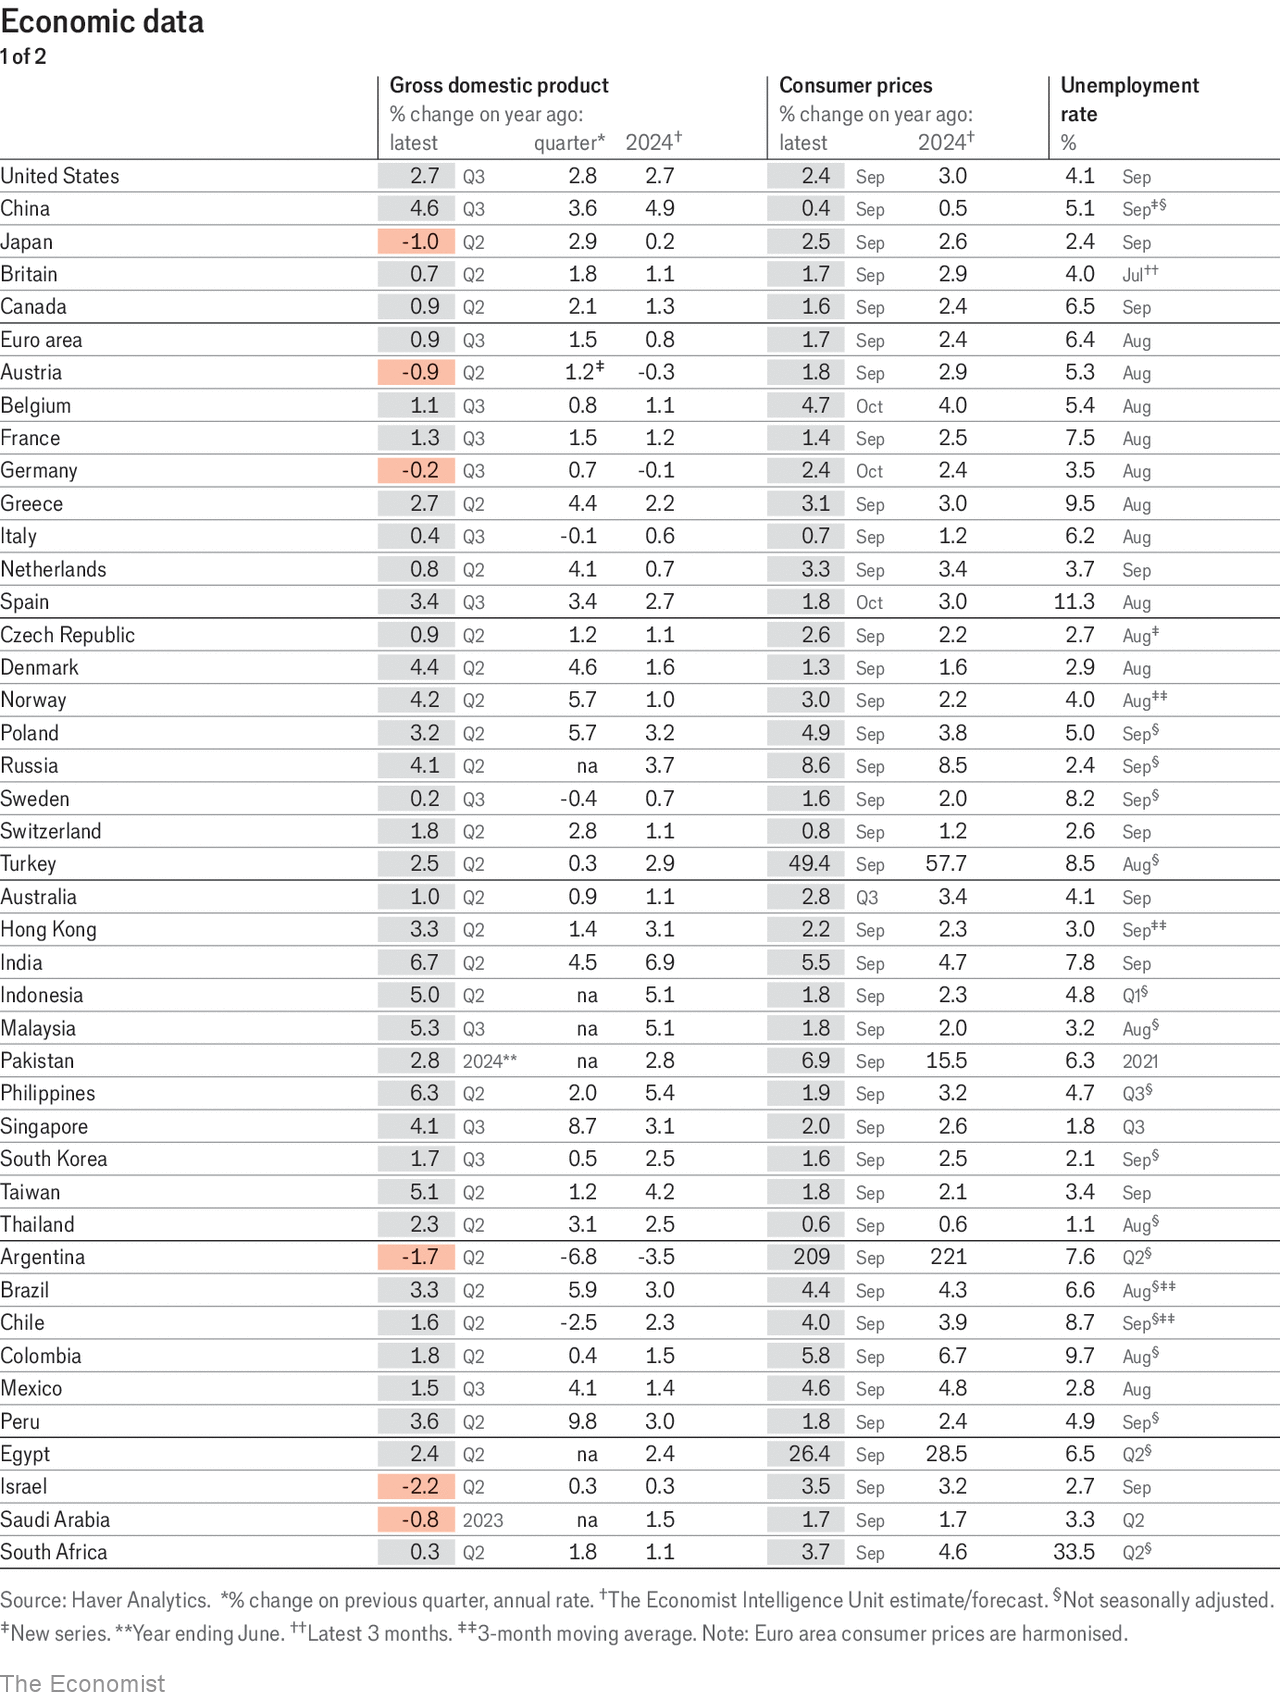 Economic data
1 of 2
Gross domestic product Consumer prices Unemployment
% change on year ago: % change on year ago: rate
latest quarter* 2024† latest 2024† %
United States 2.7 Q3 2.8 2.7 2.4 Sep 3.0 4.1 Sep
China 4.6 Q3 3.6 4.9 0.4 Sep 0.5 5.1 Sep‡§
Japan -1.0 Q2 2.9 0.2 2.5 Sep 2.6 2.4 Sep
Britain 0.7 Q2 1.8 1.1 1.7 Sep 2.9 4.0 Jul††
Canada 0.9 Q2 2.1 1.3 1.6 Sep 2.4 6.5 Sep
Euro area 0.9 Q3 1.5 0.8 1.7 Sep 2.4 6.4 Aug
Austria -0.9 Q2 1.2‡ -0.3 1.8 Sep 2.9 5.3 Aug
Belgium 1.1 Q3 0.8 1.1 4.7 Oct 4.0 5.4 Aug
France 1.3 Q3 1.5 1.2 1.4 Sep 2.5 7.5 Aug
Germany -0.2 Q3 0.7 -0.1 2.4 Oct 2.4 3.5 Aug
Greece 2.7 Q2 4.4 2.2 3.1 Sep 3.0 9.5 Aug
Italy 0.4 Q3 -0.1 0.6 0.7 Sep 1.2 6.2 Aug
Netherlands 0.8 Q2 4.1 0.7 3.3 Sep 3.4 3.7 Sep
Spain 3.4 Q3 3.4 2.7 1.8 Oct 3.0 11.3 Aug
Czech Republic 0.9 Q2 1.2 1.1 2.6 Sep 2.2 2.7 Aug‡
Denmark 4.4 Q2 4.6 1.6 1.3 Sep 1.6 2.9 Aug
Norway 4.2 Q2 5.7 1.0 3.0 Sep 2.2 4.0 Aug‡‡
Poland 3.2 Q2 5.7 3.2 4.9 Sep 3.8 5.0 Sep§
Russia 4.1 Q2 na 3.7 8.6 Sep 8.5 2.4 Sep§
Sweden 0.2 Q3 -0.4 0.7 1.6 Sep 2.0 8.2 Sep§
Switzerland 1.8 Q2 2.8 1.1 0.8 Sep 1.2 2.6 Sep
Turkey 2.5 Q2 0.3 2.9 49.4 Sep 57.7 8.5 Aug§
Australia 1.0 Q2 0.9 1.1 2.8 Q3 3.4 4.1 Sep
Hong Kong 3.3 Q2 1.4 3.1 2.2 Sep 2.3 3.0 Sep‡‡
India 6.7 Q2 4.5 6.9 5.5 Sep 4.7 7.8 Sep
Indonesia 5.0 Q2 na 5.1 1.8 Sep 2.3 4.8 Q1§
Malaysia 5.3 Q3 na 5.1 1.8 Sep 2.0 3.2 Aug§
Pakistan 2.8 2024** na 2.8 6.9 Sep 15.5 6.3 2021
Philippines 6.3 Q2 2.0 5.4 1.9 Sep 3.2 4.7 Q3§
Singapore 4.1 Q3 8.7 3.1 2.0 Sep 2.6 1.8 Q3
South Korea 1.7 Q3 0.5 2.5 1.6 Sep 2.5 2.1 Sep§
Taiwan 5.1 Q2 1.2 4.2 1.8 Sep 2.1 3.4 Sep
Thailand 2.3 Q2 3.1 2.5 0.6 Sep 0.6 1.1 Aug§
Argentina -1.7 Q2 -6.8 -3.5 209 Sep 221 7.6 Q2§
Brazil 3.3 Q2 5.9 3.0 4.4 Sep 4.3 6.6 Aug§‡‡
Chile 1.6 Q2 -2.5 2.3 4.0 Sep 3.9 8.7 Sep§‡‡
Colombia 1.8 Q2 0.4 1.5 5.8 Sep 6.7 9.7 Aug§
Mexico 1.5 Q3 4.1 1.4 4.6 Sep 4.8 2.8 Aug
Peru 3.6 Q2 9.8 3.0 1.8 Sep 2.4 4.9 Sep§
Egypt 2.4 Q2 na 2.4 26.4 Sep 28.5 6.5 Q2§
Israel -2.2 Q2 0.3 0.3 3.5 Sep 3.2 2.7 Sep
Saudi Arabia -0.8 2023 na 1.5 1.7 Sep 1.7 3.3 Q2
South Africa 0.3 Q2 1.8 1.1 3.7 Sep 4.6 33.5 Q2§
Source: Haver Analytics. *% change on previous quarter, annual rate. †The Economist Intelligence Unit estimate/forecast. §Not seasonally adjusted.
‡New series. **Year ending June. ††Latest 3 months. ‡‡3-month moving average. Note: Euro area consumer prices are harmonised.
The Economist